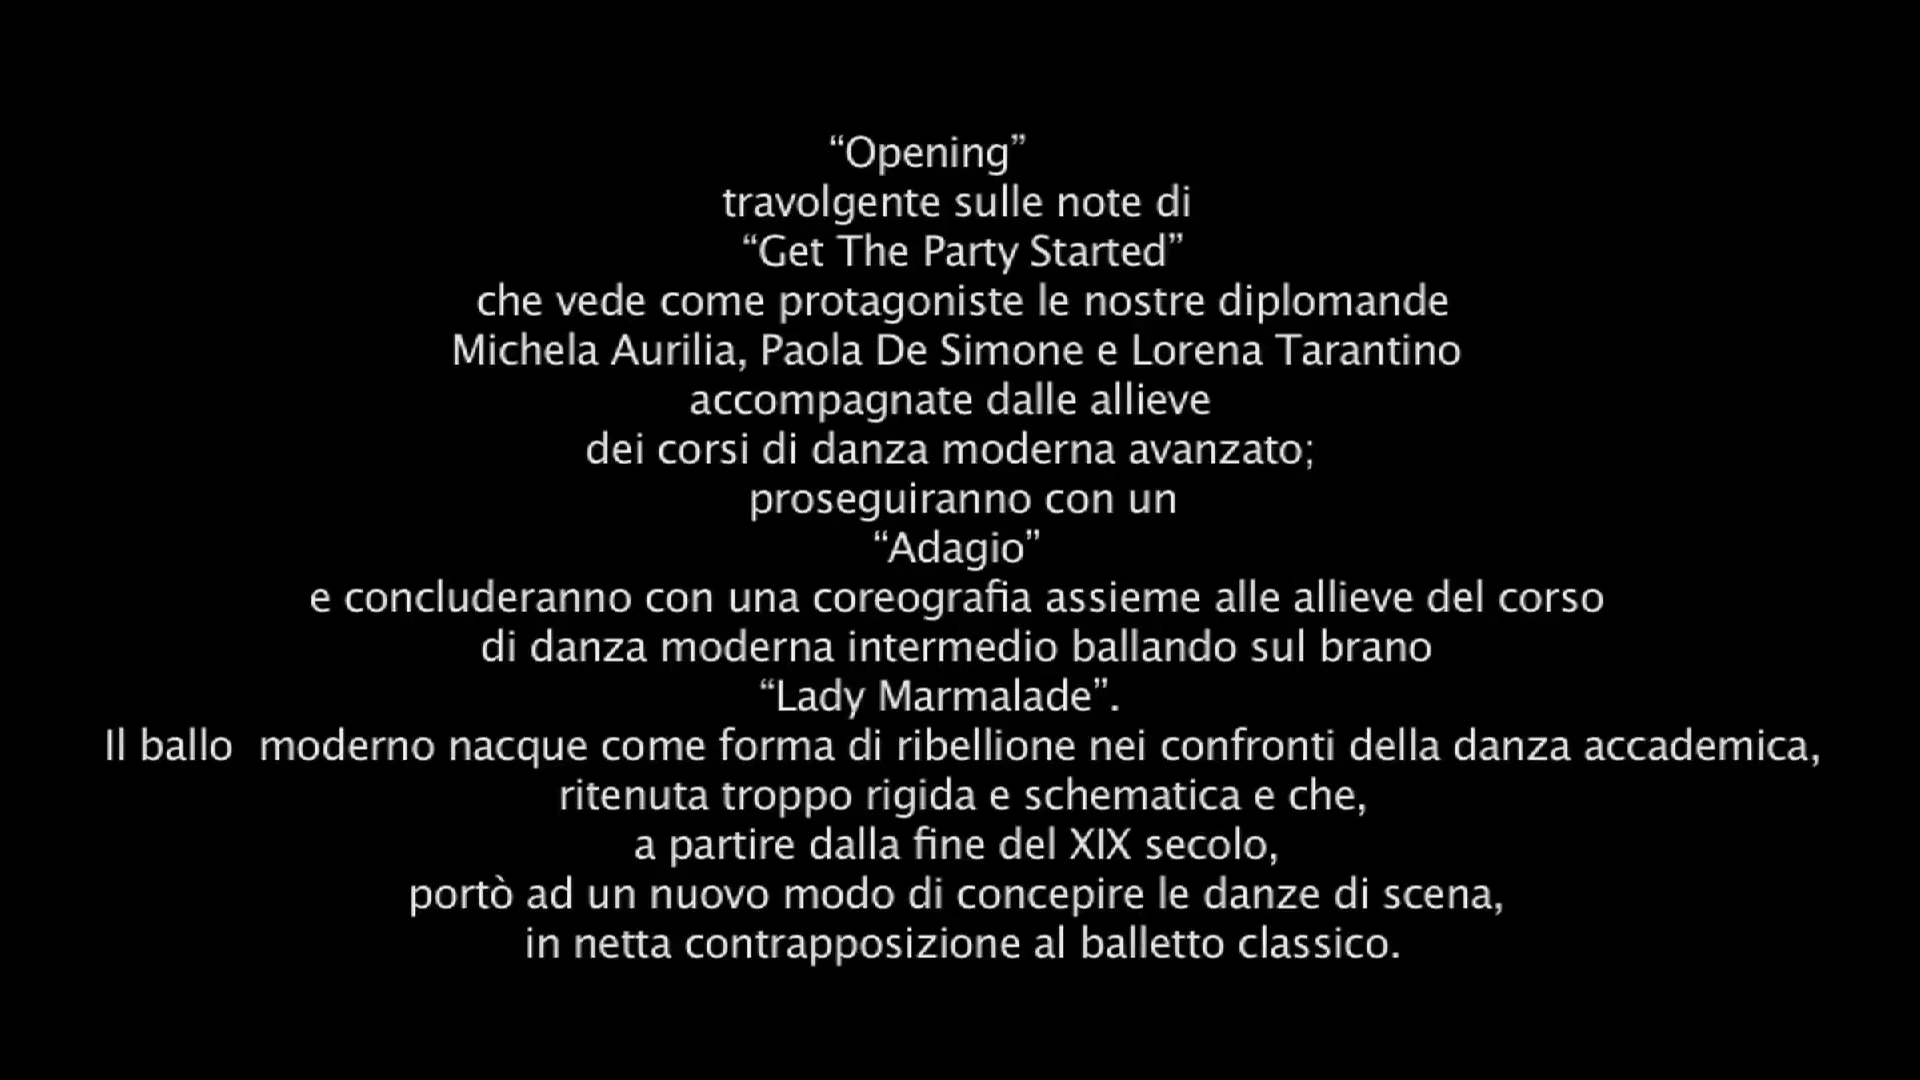 “Opening”
travolgente sulle note di
“Get The Party Started”
che vede come protagoniste le nostre diplomande
Michela Aurilia, Paola De Simone e Lorena Tarantino
accompagnate dalle allieve
dei corsi di danza moderna avanzato;
proseguiranno con un
“Adagio”
e concluderanno con una coreografia assieme alle allieve del corso
di danza moderna intermedio ballando sul brano
“Lady Marmalade”.
Il ballo  moderno nacque come forma di ribellione nei confronti della danza accademica,
ritenuta troppo rigida e schematica e che,
a partire dalla fine del XIX secolo,
portò ad un nuovo modo di concepire le danze di scena,
in netta contrapposizione al balletto classico.